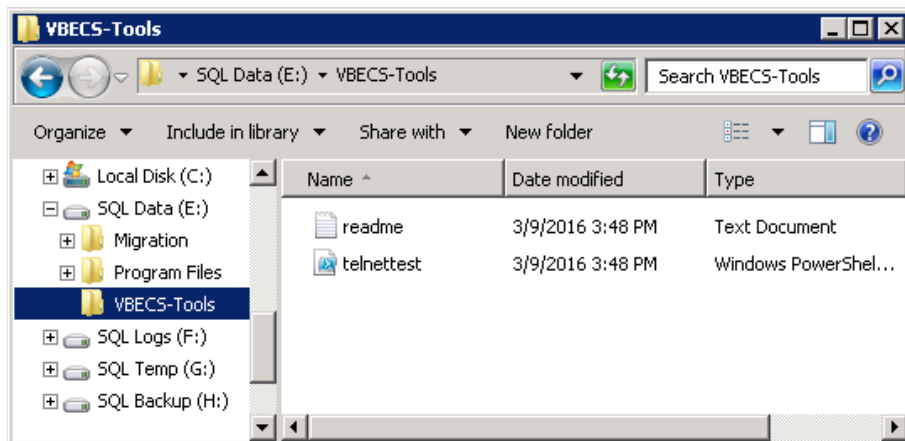 VBECS-Tools
SQL Data (E:) VBECS-Tools Search VBECS-Tools
Organize Include in library Share with New folder
Local Disk (C:)
SQL Data (E:)
Migration
Program Files
VBECS-Tools
SQL Logs (F:)
SQL Temp (G:)
SQL Backup (H:)
Name Date modified Type
readme 3/9/2016 3:48 PM Text Document
telnettest 3/9/2016 3:48 PM Windows PowerShel...